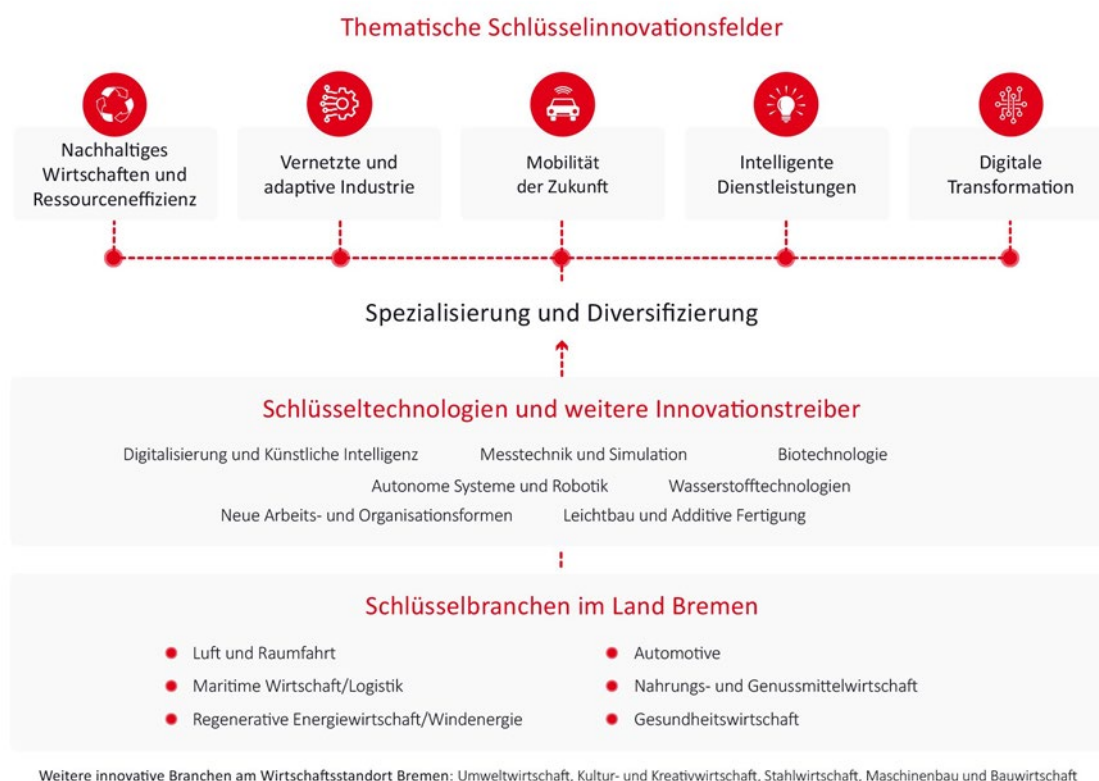 Thematische Schlüsselinnovationsfelder
Nachhaltiges
Wirtschaften und
Ressourceneffizienz
Vernetzte und
adaptive Industrie
Mobilität
der Zukunft
Intelligente
Dienstleistungen
Digitale
Transformation
Spezialisierung und Diversifizierung
Schlüsseltechnologien und weitere Innovationstreiber
Digitalisierung und Künstliche Intelligenz Messtechnik und Simulation Biotechnologie
Autonome Systeme und Robotik Wasserstofftechnologien
Neue Arbeits- und Organisationsformen Leichtbau und Additive Fertigung
Schlüsselbranchen im Land Bremen
Luft und Raumfahrt
Maritime Wirtschaft/Logistik
Regenerative Energiewirtschaft/Windenergie
Automotive
Nahrungs- und Genussmittelwirtschaft
Gesundheitswirtschaft
Weitere innovative Branchen am Wirtschaftsstandort Bremen: Umweltwirtschaft, Kultur- und Kreativwirtschaft, Stahlwirtschaft, Maschinenbau und Bauwirtschaft